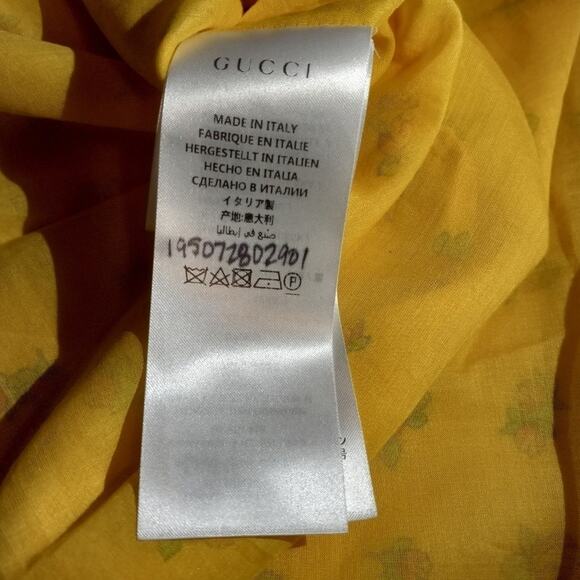 GUCCI
MADE IN ITALY
FABRIQUE EN ITALIE
HERGESTELLT IN ITALIEN
HECHO EN ITALIA
СДЕЛАНО В ИТАЛИИ
イタリア製
产地:意大利
صنع في إيطاليا
195072802901
P